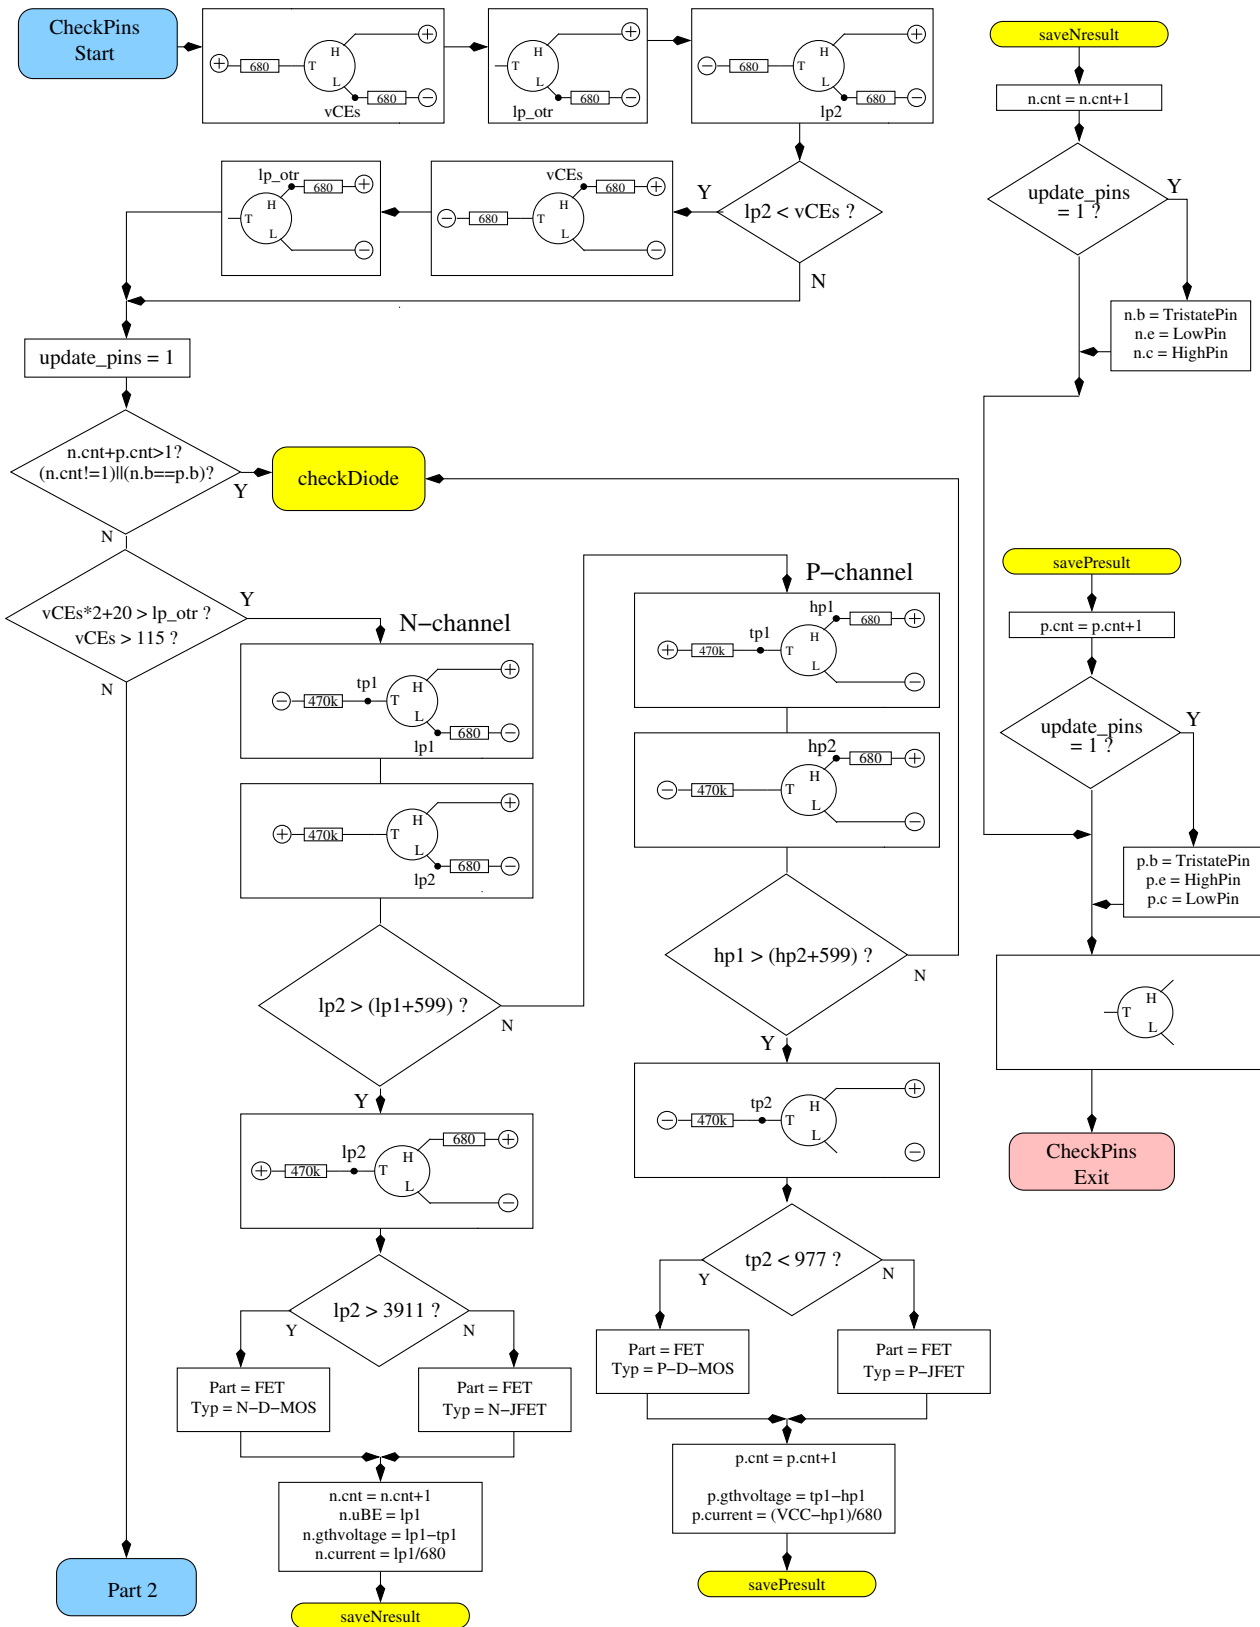 CheckPins
Start
+
680
T
H
L
+
680
−
vCEs
T
H
L
+
680
−
lp_otr
−
680
T
H
L
+
680
−
lp2
lp_otr
680
+
T
H
L
−
vCEs
680
+
−
680
T
H
L
−
Y
lp2 < vCEs ?
N
update_pins = 1
n.cnt+p.cnt>1?
(n.cnt!=1)||(n.b==p.b)?
Y
N
checkDiode
vCEs*2+20 > lp_otr ?
vCEs > 115 ?
Y
N
N−channel
tp1
−
470k
T
H
L
+
680
−
lp1
+
470k
T
H
L
+
680
−
lp2
lp2 > (lp1+599) ?
N
Y
lp2
+
470k
T
H
L
680
+
−
lp2 > 3911 ?
Y
N
Part = FET
Typ = N−D−MOS
Part = FET
Typ = N−JFET
n.cnt = n.cnt+1
n.uBE = lp1
n.gthvoltage = lp1−tp1
n.current = lp1/680
saveNresult
Part 2
P−channel
hp1
680
+
tp1
+
470k
T
H
L
−
hp2
680
+
−
470k
T
H
L
−
hp1 > (hp2+599) ?
N
Y
tp2
−
470k
T
H
L
+
−
tp2 < 977 ?
Y
N
Part = FET
Typ = P−D−MOS
Part = FET
Typ = P−JFET
p.cnt = p.cnt+1
p.gthvoltage = tp1−hp1
p.current = (VCC−hp1)/680
savePresult
saveNresult
n.cnt = n.cnt+1
update_pins
= 1 ?
Y
n.b = TristatePin
n.e = LowPin
n.c = HighPin
savePresult
p.cnt = p.cnt+1
update_pins
= 1 ?
Y
p.b = TristatePin
p.e = HighPin
p.c = LowPin
T
H
L
CheckPins
Exit